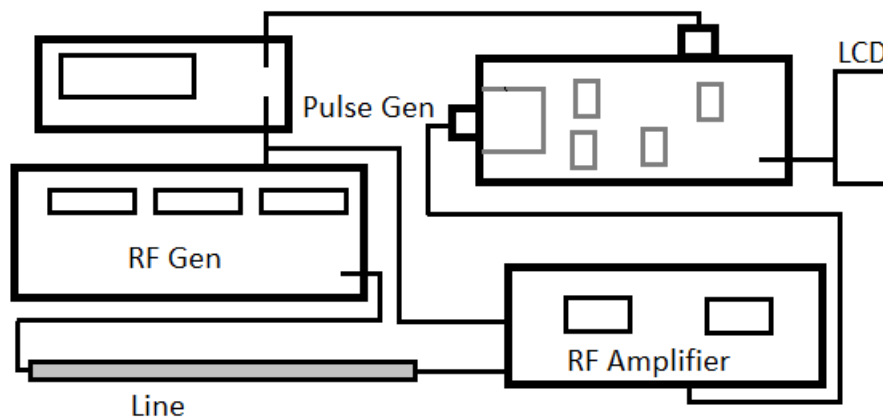 LCD
Pulse Gen
RF Gen
RF Amplifier
Line